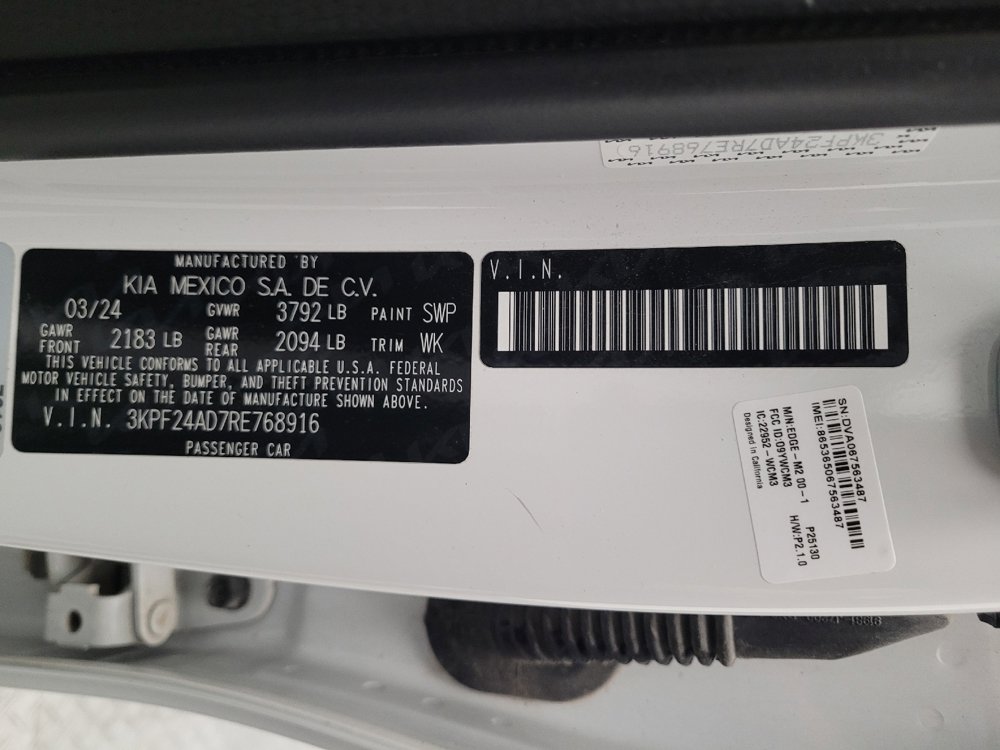 3KPF24AD7RE768916
MANUFACTURED BY
KIA MEXICO S.A. DE C.V.
03/24 GVWR 3792 LB PAINT SWP
GAWR FRONT 2183 LB GAWR REAR 2094 LB TRIM WK
THIS VEHICLE CONFORMS TO ALL APPLICABLE U.S.A. FEDERAL
MOTOR VEHICLE SAFETY, BUMPER, AND THEFT PREVENTION STANDARDS
IN EFFECT ON THE DATE OF MANUFACTURE SHOWN ABOVE.
V.I.N. 3KPF24AD7RE768916
PASSENGER CAR
V.I.N.
SN:DVA067563487
IMEI:865365067563487
P25130
M/N:EDGE-M2 00-1 H/W:P2.1.0
FCC ID:09YWCM3
IC:22952-WCM3
Designed in California